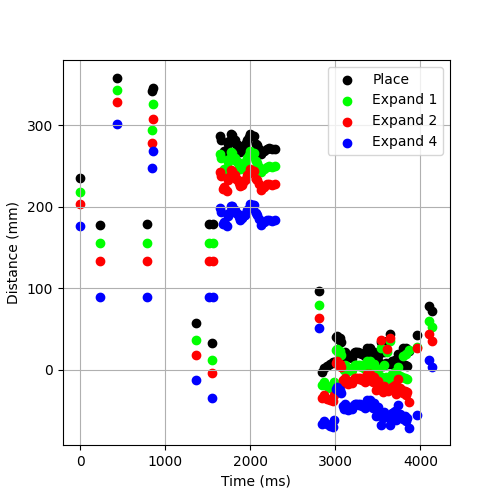 Place
Expand 1
Expand 2
Expand 4
300
200
100
0
Distance (mm)
0
1000
2000
3000
4000
Time (ms)